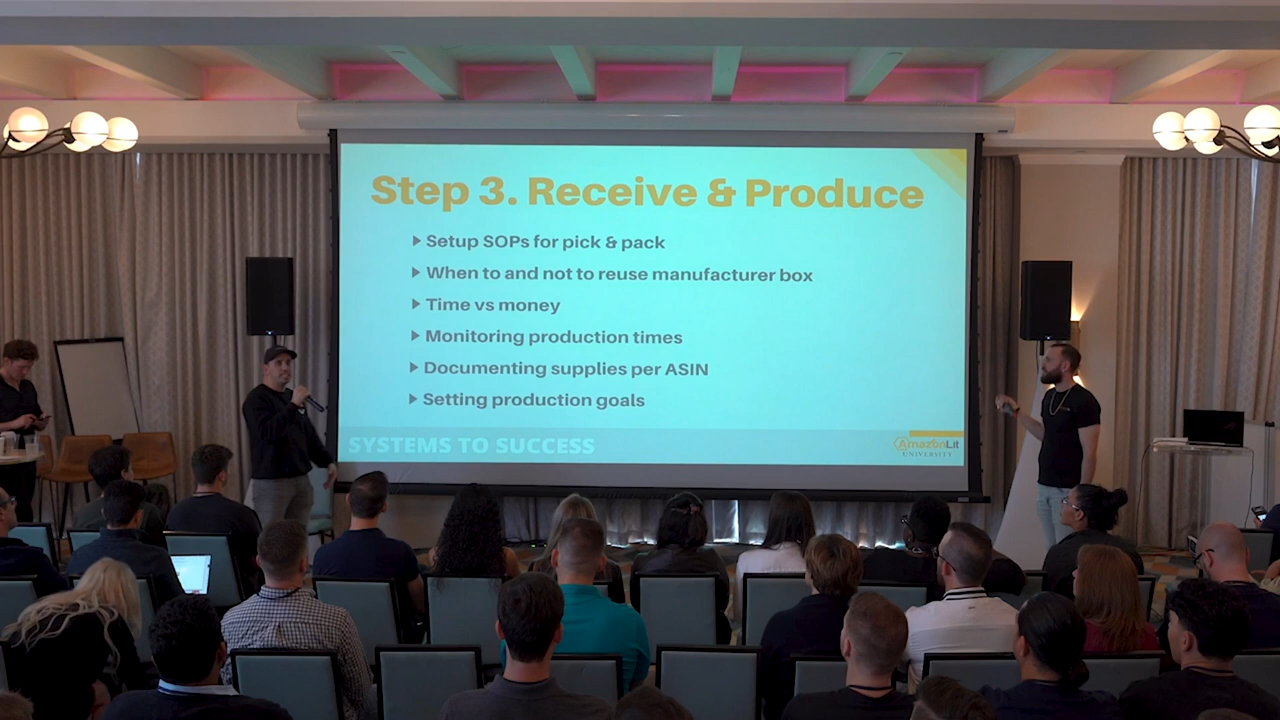 Step 3. Receive & Produce
Setup SOPs for pick & pack
When to and not to reuse manufacturer box
Time vs money
Monitoring production times
Documenting supplies per ASIN
Setting production goals
SYSTEMS TO SUCCESS
AmazonLit
UNIVERSITY